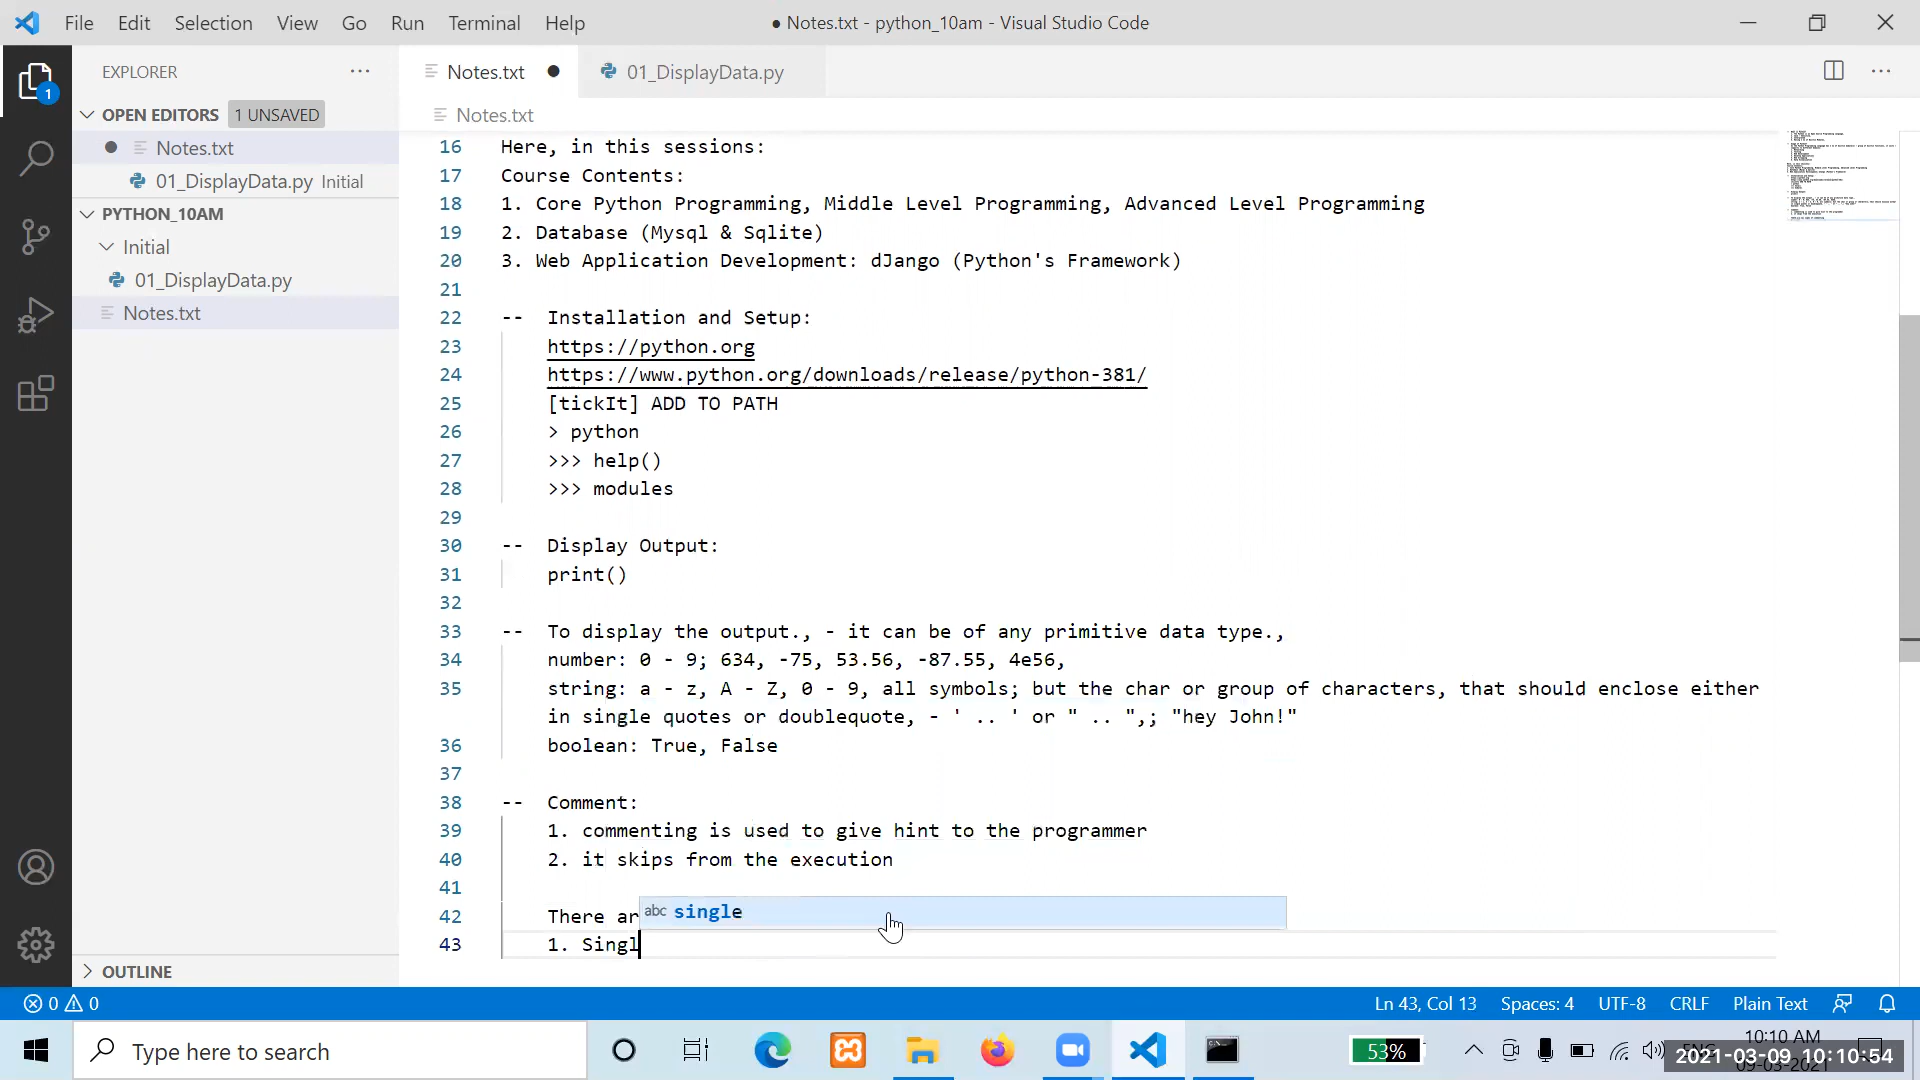 File Edit Selection View Go Run Terminal Help
● Notes.txt - python_10am - Visual Studio Code
EXPLORER
Notes.txt
01_DisplayData.py
OPEN EDITORS 1 UNSAVED
Notes.txt
Notes.txt
01_DisplayData.py Initial
PYTHON_10AM
Initial
01_DisplayData.py
Notes.txt
OUTLINE
1
16 Here, in this sessions:
17 Course Contents:
18 1. Core Python Programming, Middle Level Programming, Advanced Level Programming
19 2. Database (Mysql & Sqlite)
20 3. Web Application Development: dJango (Python's Framework)
21
22 -- Installation and Setup:
23 https://python.org
24 https://www.python.org/downloads/release/python-381/
25 [tickIt] ADD TO PATH
26 > python
27 >>> help()
28 >>> modules
29
30 -- Display Output:
31 print()
32
33 -- To display the output., - it can be of any primitive data type.,
34 number: 0 - 9; 634, -75, 53.56, -87.55, 4e56,
35 string: a - z, A - Z, 0 - 9, all symbols; but the char or group of characters, that should enclose either
in single quotes or doublequote, - ' .. ' or " .. ",; "hey John!"
36 boolean: True, False
37
38 -- Comment:
39 1. commenting is used to give hint to the programmer
40 2. it skips from the execution
41
42 There ar
abc single
43 1. Singl
0 0
Ln 43, Col 13 Spaces: 4 UTF-8 CRLF Plain Text
Type here to search
53%
10:10 AM
2021-03-09 10:10:54